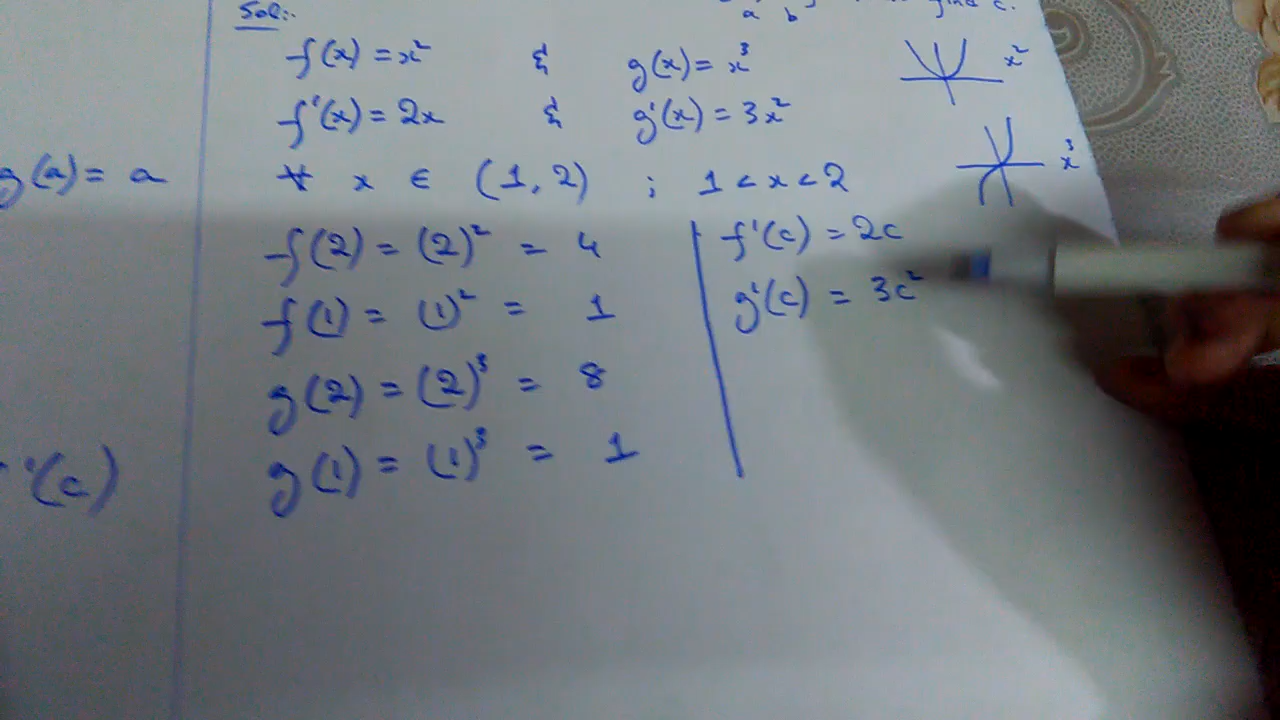 Sol:-
a b find c.
f(x) = x² & g(x) = x³
x²
f'(x) = 2x & g'(x) = 3x²
x³
g(a) = a
∀ x ∈ (1, 2) ; 1 < x < 2
f(2) = (2)² = 4
f'(c) = 2c
f(1) = (1)² = 1
g'(c) = 3c²
g(2) = (2)³ = 8
g(1) = (1)³ = 1
'(c)